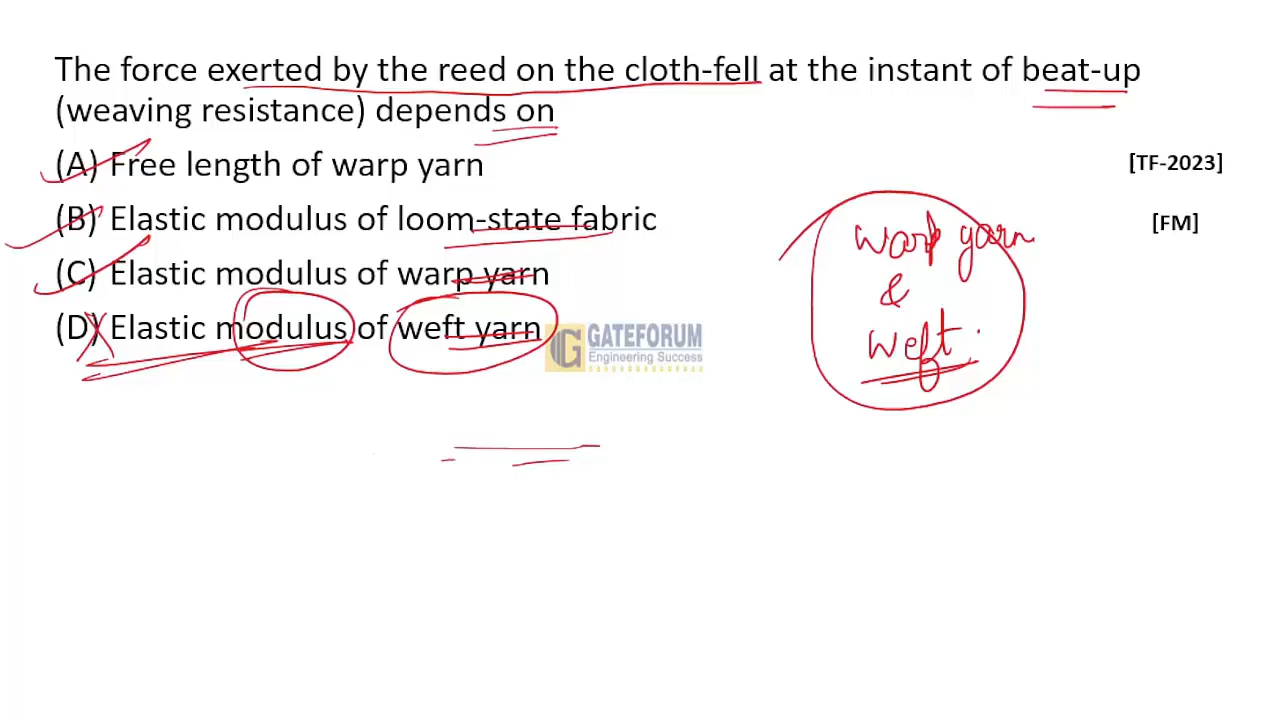 The force exerted by the reed on the cloth-fell at the instant of beat-up
(weaving resistance) depends on
(A) Free length of warp yarn
[TF-2023]
(B) Elastic modulus of loom-state fabric
[FM]
(C) Elastic modulus of warp yarn
(D) Elastic modulus of weft yarn
warp yarn
&
weft.
GATEFORUM
Engineering Success